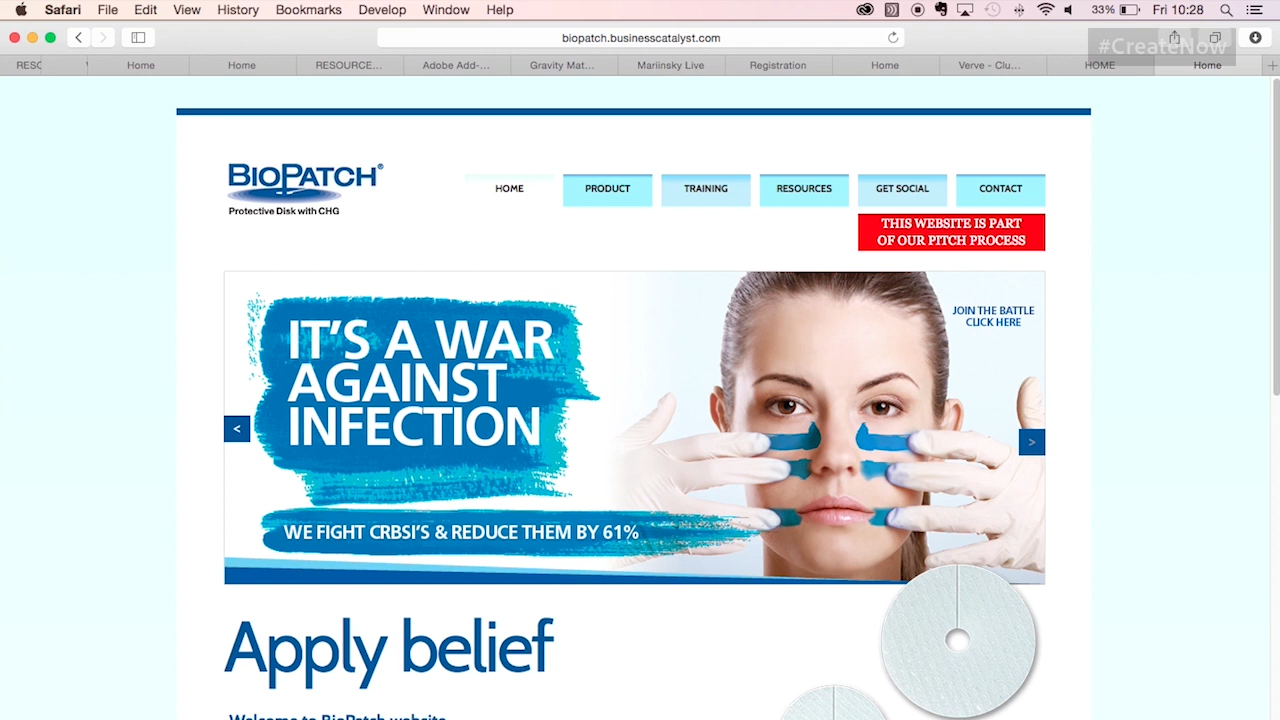 Safari File Edit View History Bookmarks Develop Window Help 33% Fri 10:28
biopatch.businesscatalyst.com
#CreateNow
Home Home RESOURCE... Adobe Add-... Gravity Mat... Mariinsky Live Registration Home Verve - Clu... HOME Home
BIOPATCH®
Protective Disk with CHG
HOME PRODUCT TRAINING RESOURCES GET SOCIAL CONTACT
THIS WEBSITE IS PART
OF OUR PITCH PROCESS
IT'S A WAR
AGAINST
INFECTION
JOIN THE BATTLE
CLICK HERE
< >
WE FIGHT CRBSI'S & REDUCE THEM BY 61%
Apply belief
Welcome to BioPatch website